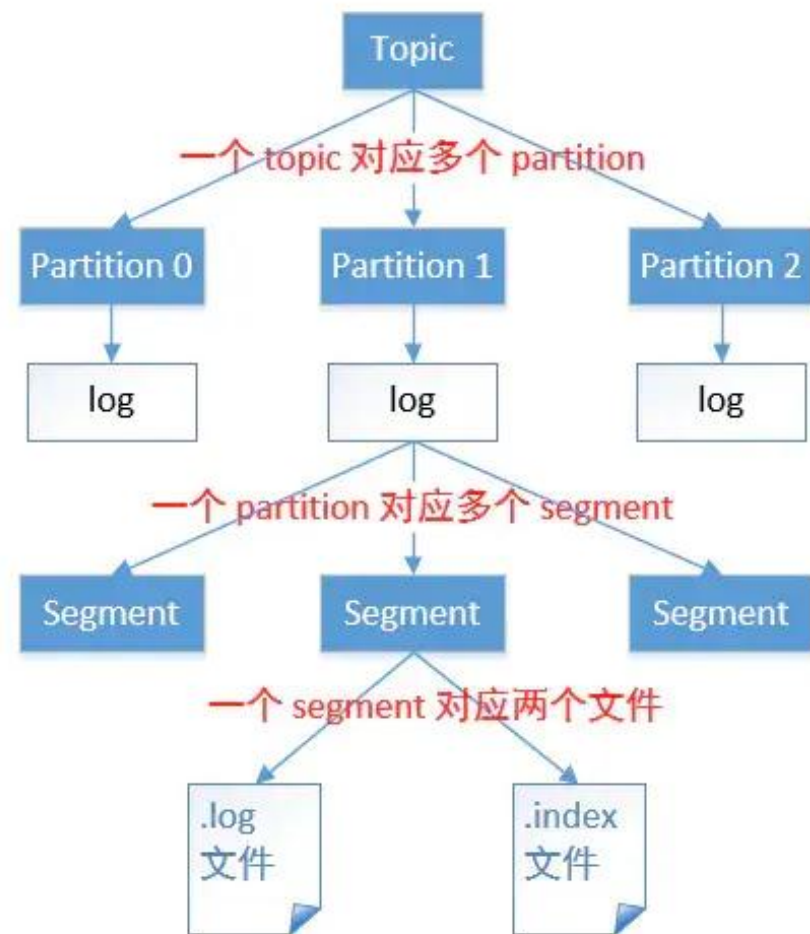 Topic
一个 topic 对应多个 partition
Partition 0
Partition 1
Partition 2
log
log
log
一个 partition 对应多个 segment
Segment
Segment
Segment
一个 segment 对应两个文件
.log
文件
.index
文件